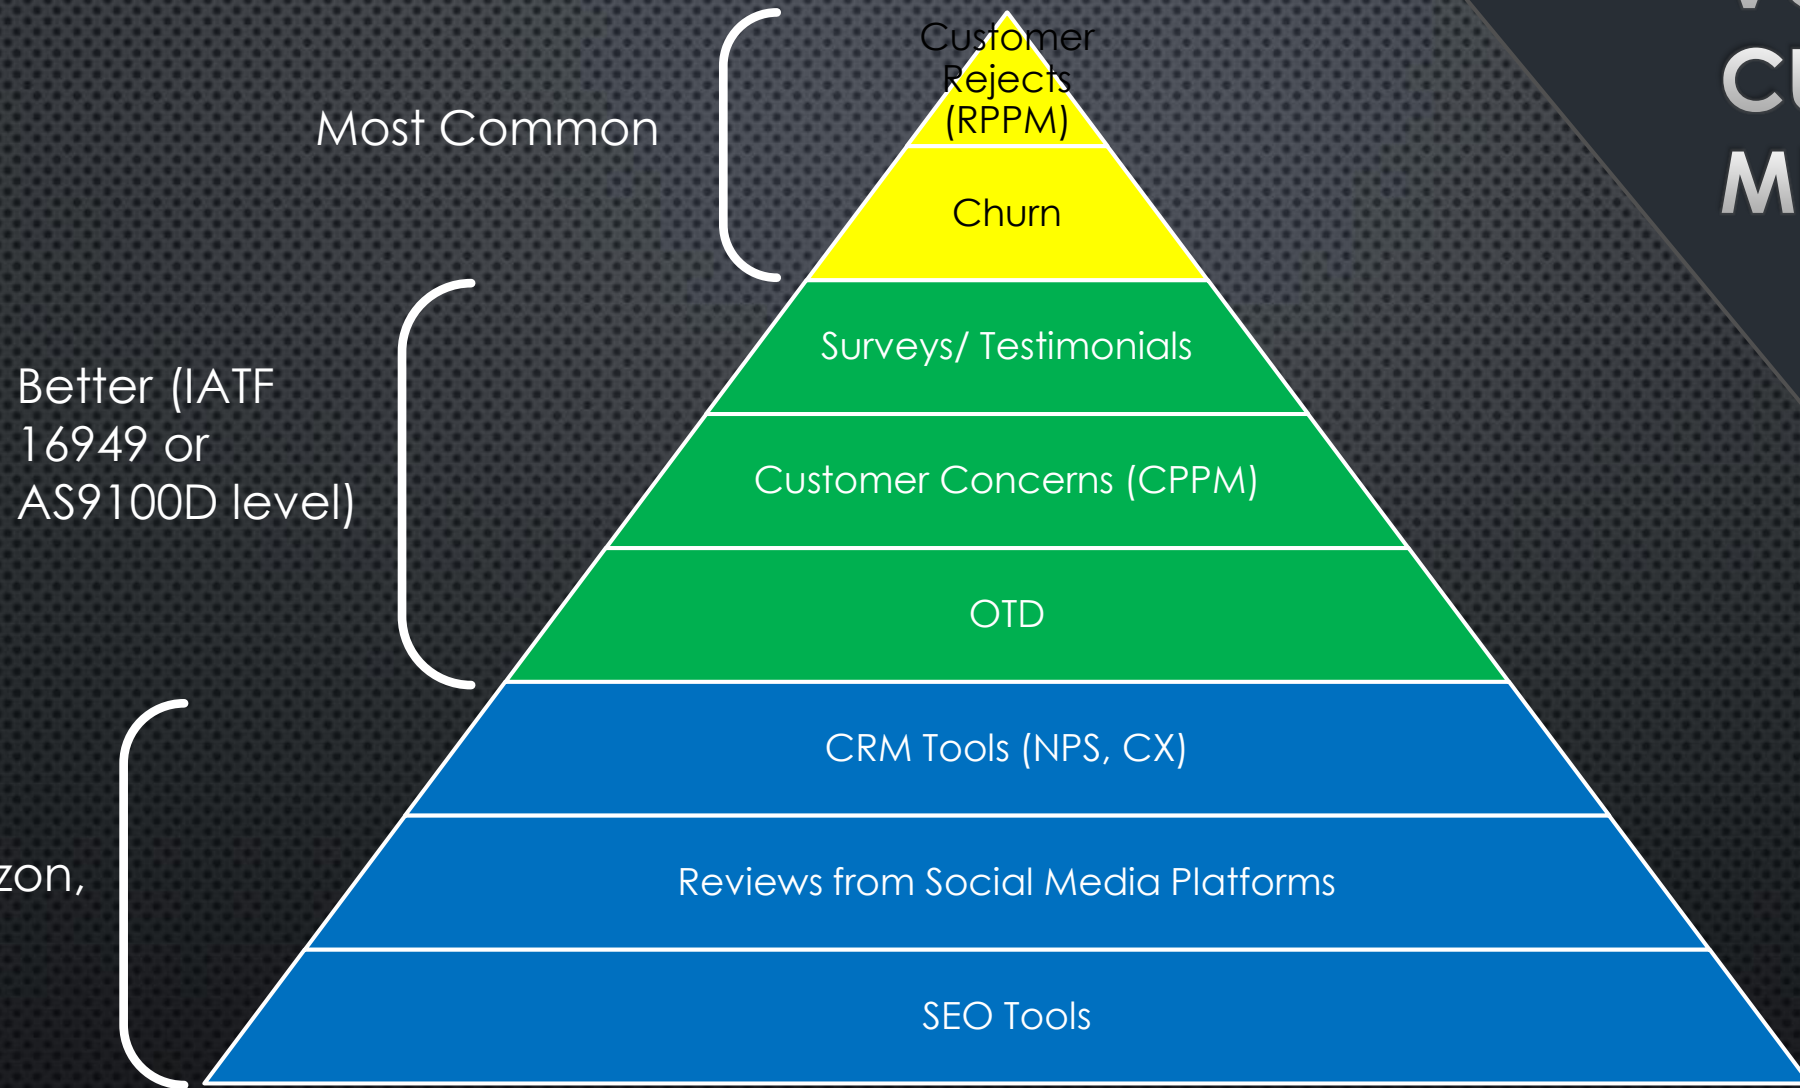 Customer
Rejects
(RPPM)
Most Common
Churn
Surveys/ Testimonials
Better (IATF
16949 or
AS9100D level)
Customer Concerns (CPPM)
OTD
CRM Tools (NPS, CX)
Reviews from Social Media Platforms
SEO Tools